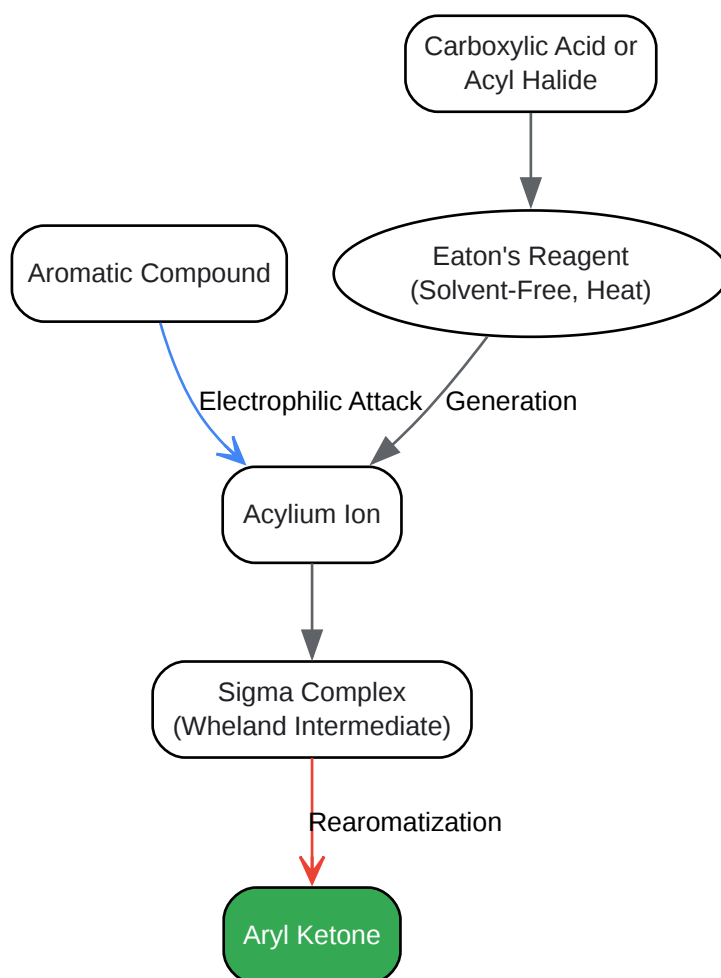 Carboxylic Acid or
Acyl Halide
Aromatic Compound
Eaton's Reagent
(Solvent-Free, Heat)
Electrophilic Attack
Generation
Acylium Ion
Sigma Complex
(Wheland Intermediate)
Rearomatization
Aryl Ketone